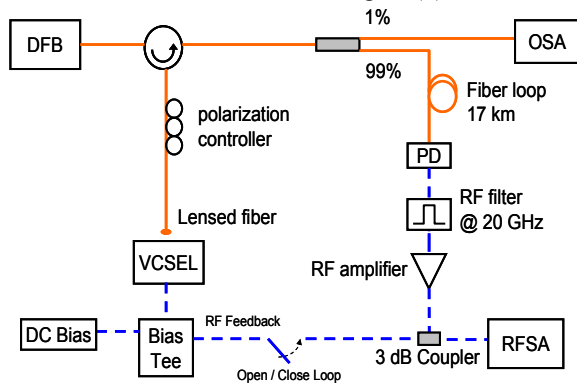 1%
DFB
OSA
99%
Fiber loop
17 km
polarization
controller
PD
RF filter
@ 20 GHz
Lensed fiber
VCSEL
RF amplifier
DC Bias
Bias
Tee
RF Feedback
Open / Close Loop
3 dB Coupler
RFSA